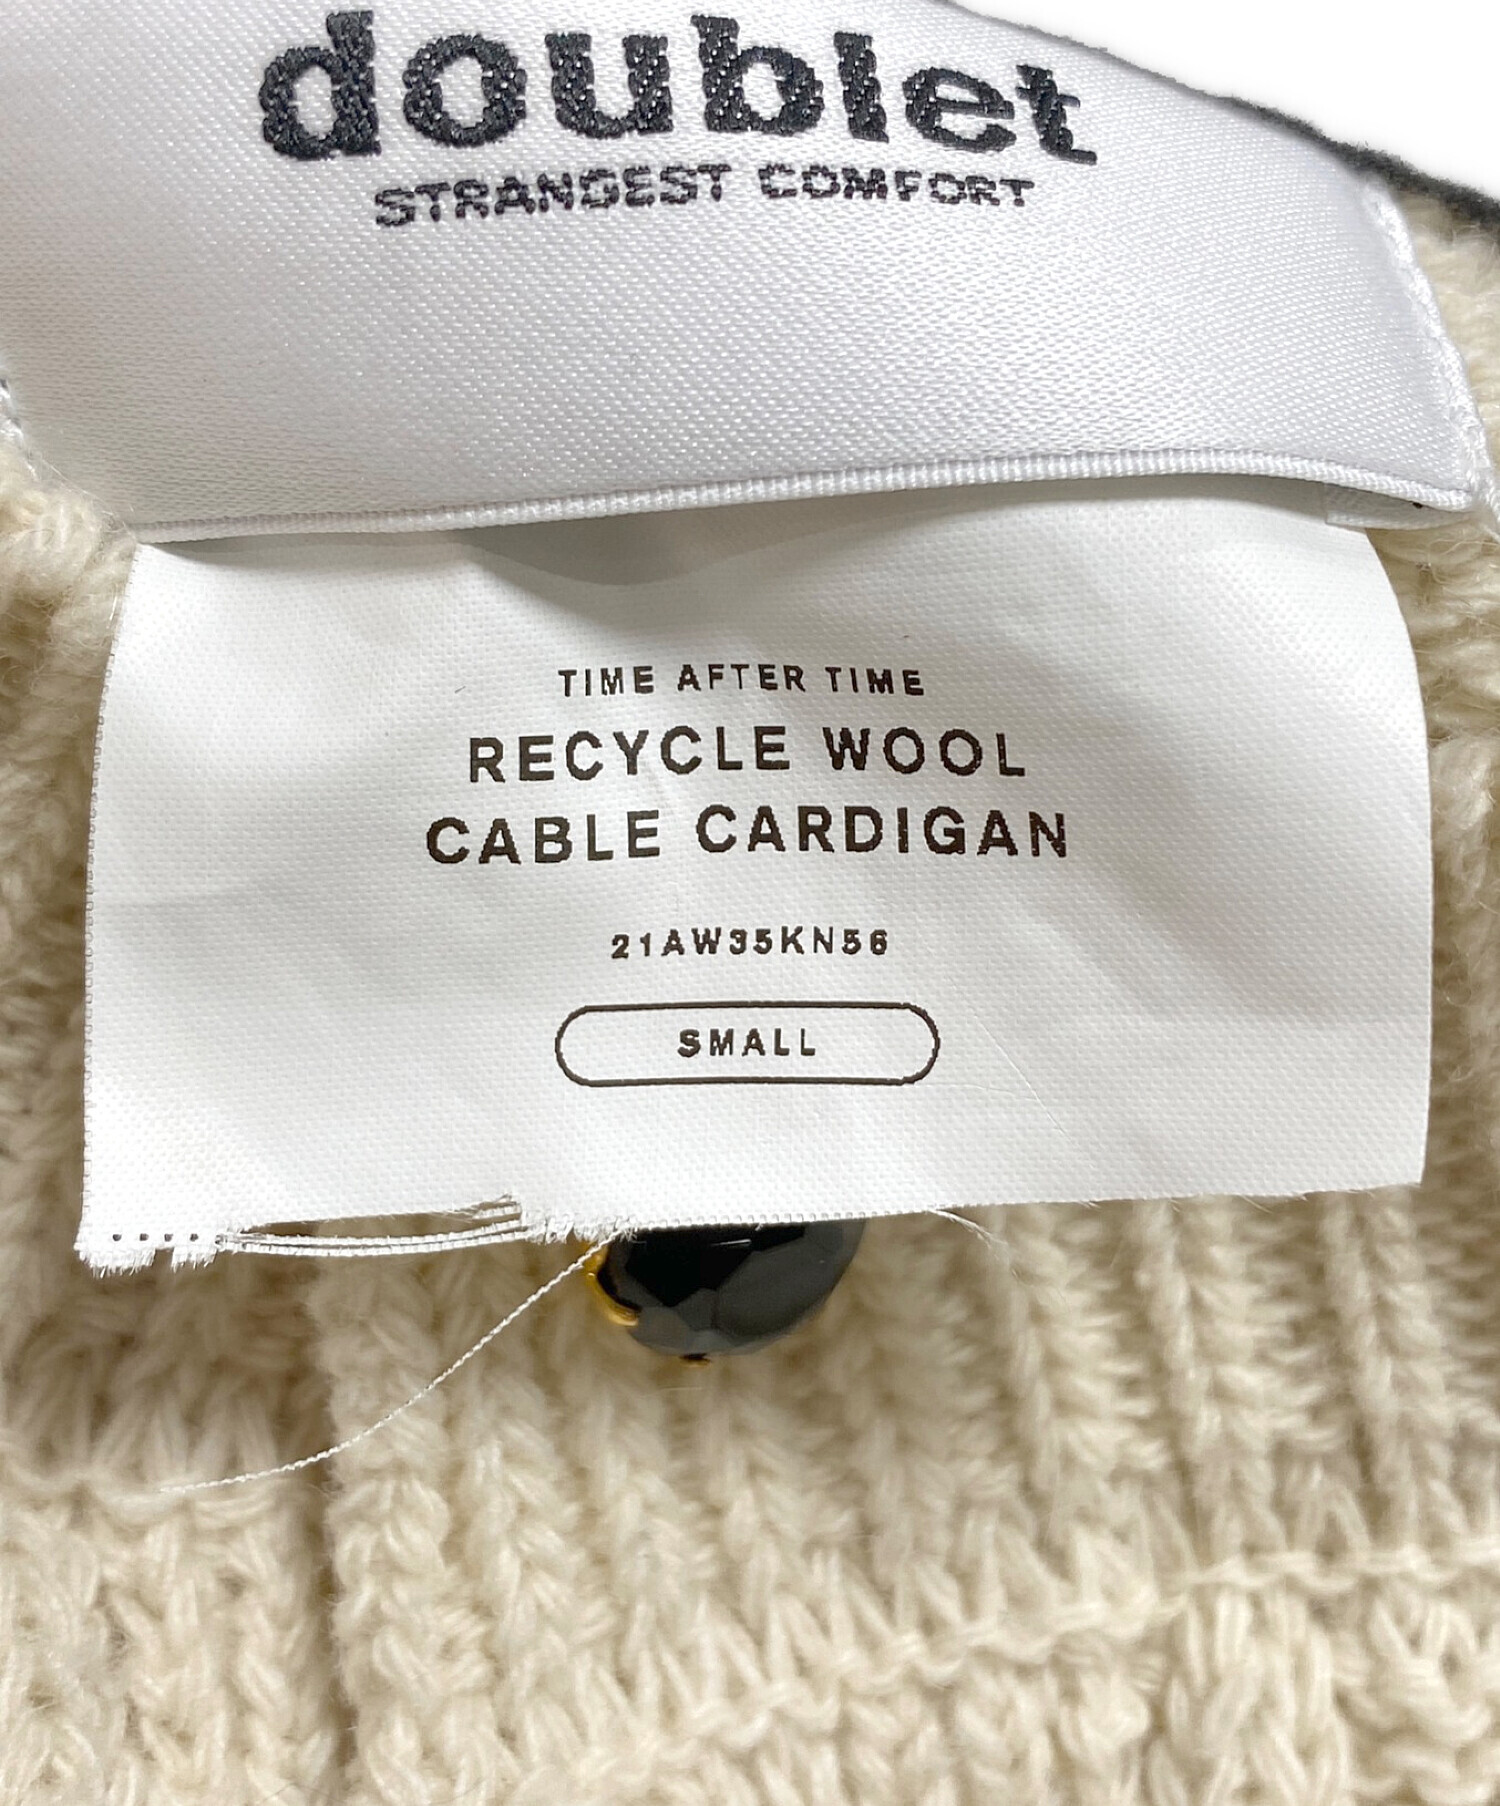 doublet
STRANGEST COMFORT
TIME AFTER TIME
RECYCLE WOOL
CABLE CARDIGAN
21AW35KN56
SMALL